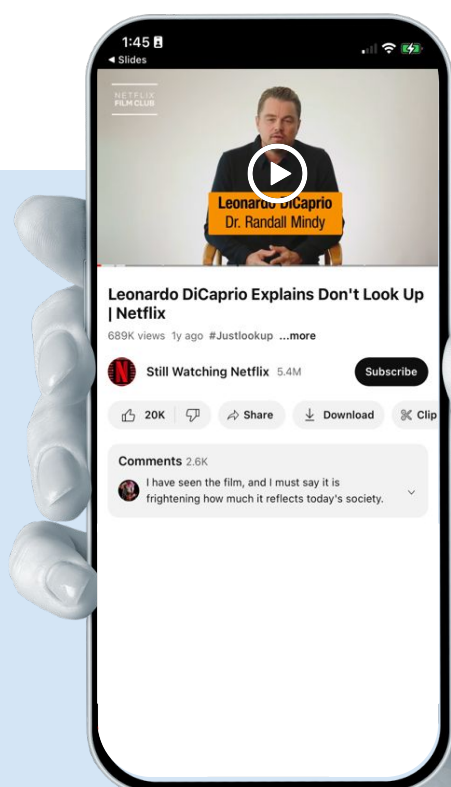 1:45
◀ Slides
NETFLIX
FILM CLUB
Leonardo DiCaprio
Dr. Randall Mindy
Leonardo DiCaprio Explains Don't Look Up
| Netflix
689K views 1y ago #Justlookup ...more
N
Still Watching Netflix 5.4M
Subscribe
20K
Share
Download
Clip
Comments 2.6K
I have seen the film, and I must say it is
frightening how much it reflects today's society.